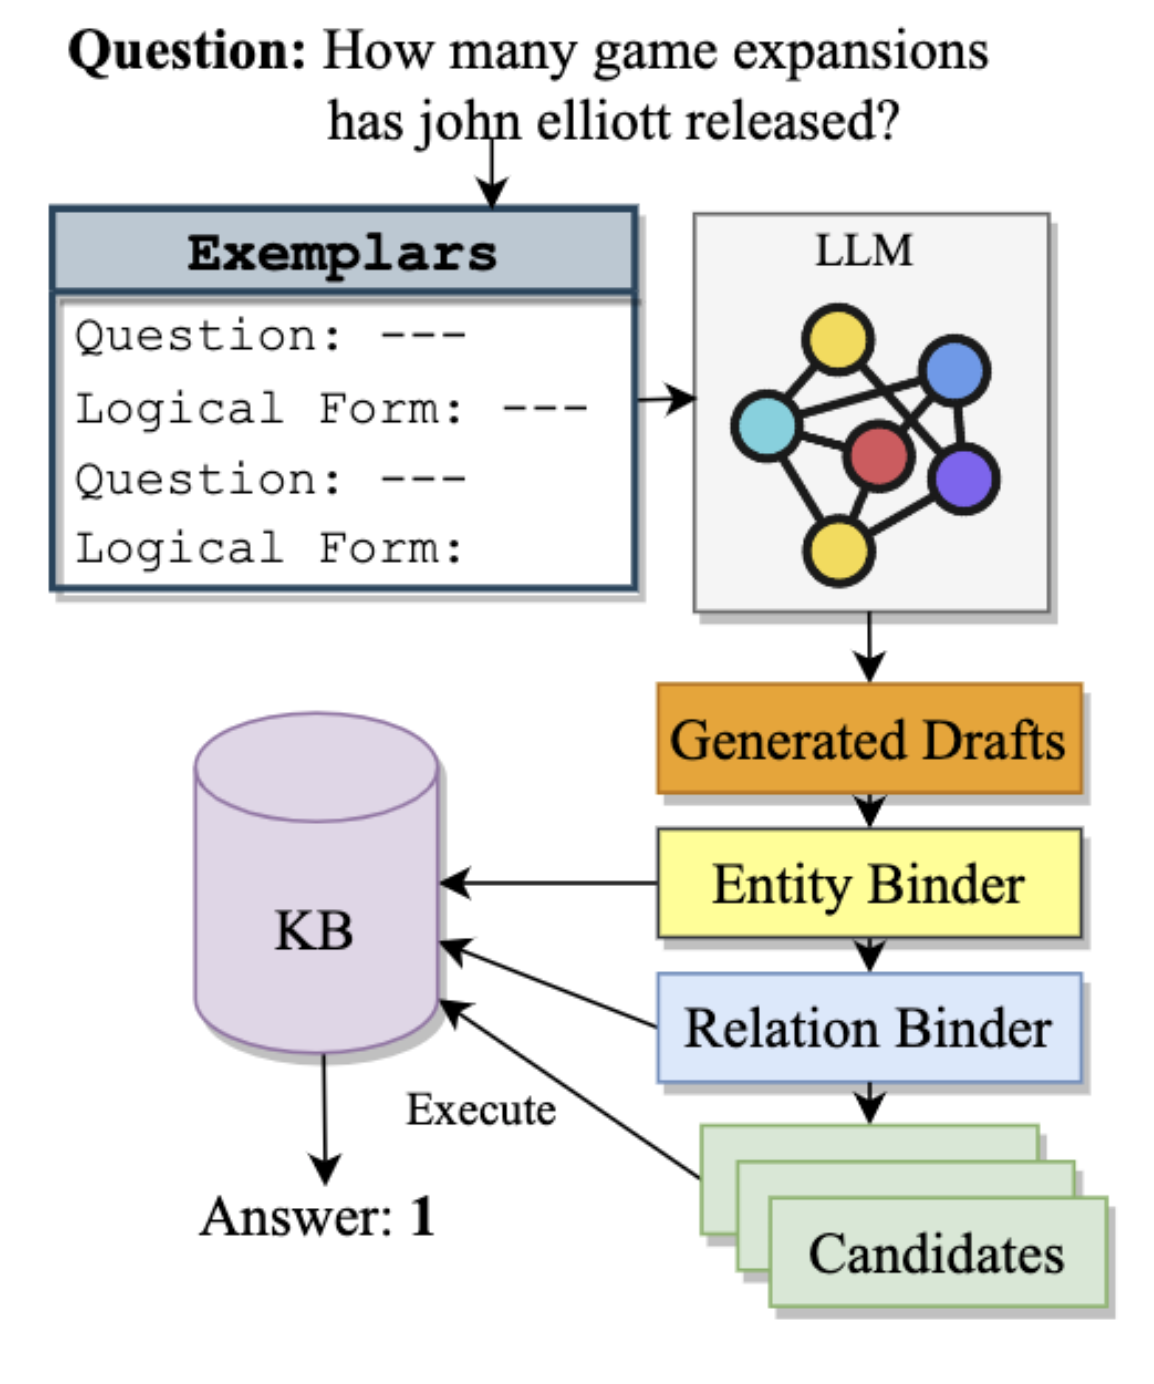 Question: How many game expansions
has john elliott released?
Exemplars
Question: ---
Logical Form: ---
Question: ---
Logical Form:
LLM
Generated Drafts
Entity Binder
KB
Relation Binder
Execute
Answer: 1
Candidates